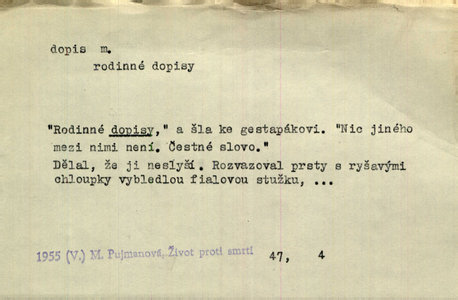 dopis m.
rodinné dopisy
"Rodinné dopisy," a šla ke gestapákovi. "Nic jiného
mezi nimi není. Čestné slovo."
Dělal, že ji neslyší. Rozvazoval prsty s ryšavými
chloupky vybledlou fialovou stužku, ...
1955 (V.) M. Pujmanová, Život proti smrti 47, 4